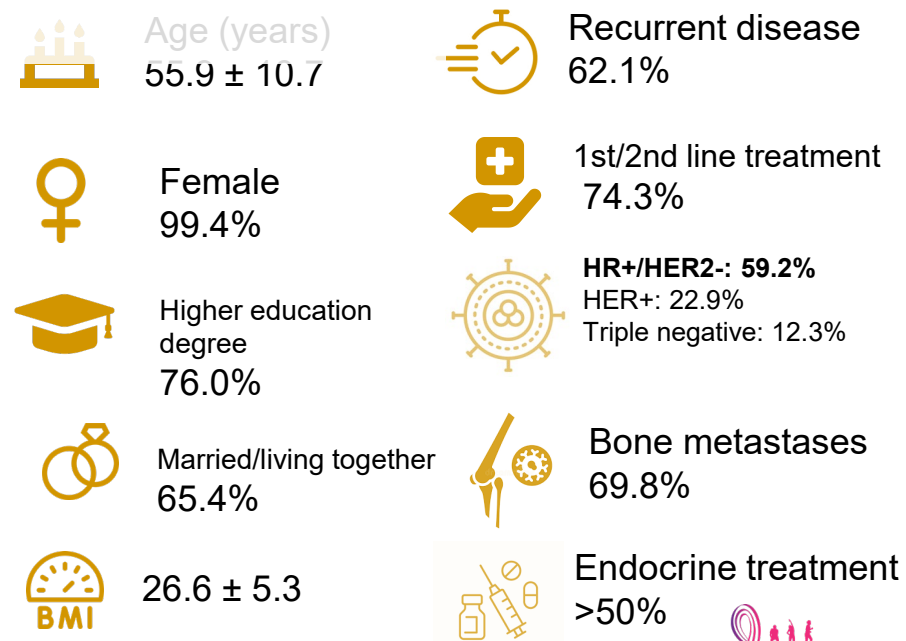 Age (years)
55.9 ± 10.7
Female
99.4%
Higher education
degree
76.0%
Married/living together
65.4%
BMI
26.6 ± 5.3
Recurrent disease
62.1%
1st/2nd line treatment
74.3%
HR+/HER2-: 59.2%
HER+: 22.9%
Triple negative: 12.3%
Bone metastases
69.8%
Endocrine treatment
>50%